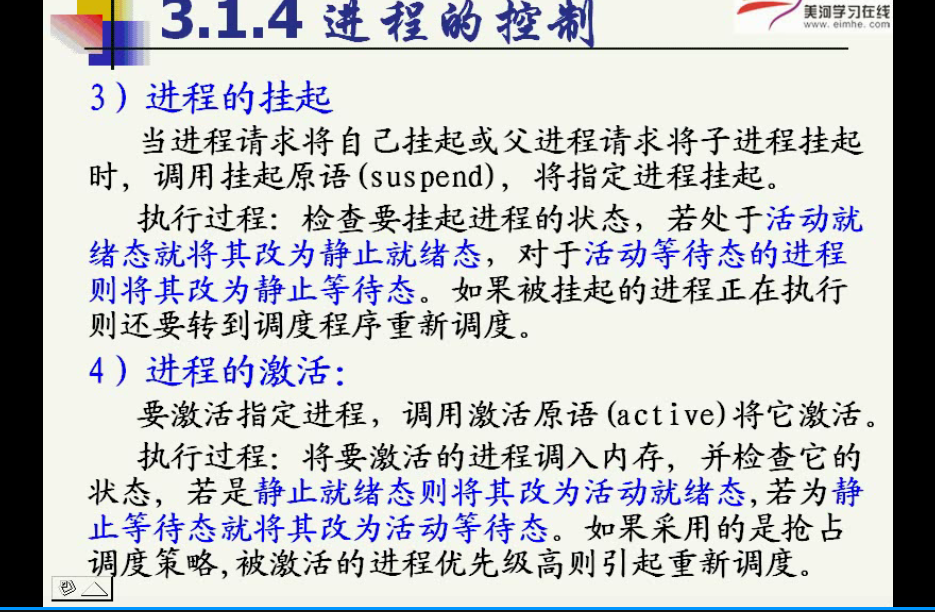 3.1.4 进程的控制
美河学习在线
www.eimhe.com
3）进程的挂起
当进程请求将自己挂起或父进程请求将子进程挂起
时，调用挂起原语(suspend)，将指定进程挂起。
执行过程：检查要挂起进程的状态，若处于活动就
绪态就将其改为静止就绪态，对于活动等待态的进程
则将其改为静止等待态。如果被挂起的进程正在执行
则还要转到调度程序重新调度。
4）进程的激活：
要激活指定进程，调用激活原语(active)将它激活。
执行过程：将要激活的进程调入内存，并检查它的
状态，若是静止就绪态则将其改为活动就绪态,若为静
止等待态就将其改为活动等待态。如果采用的是抢占
调度策略,被激活的进程优先级高则引起重新调度。